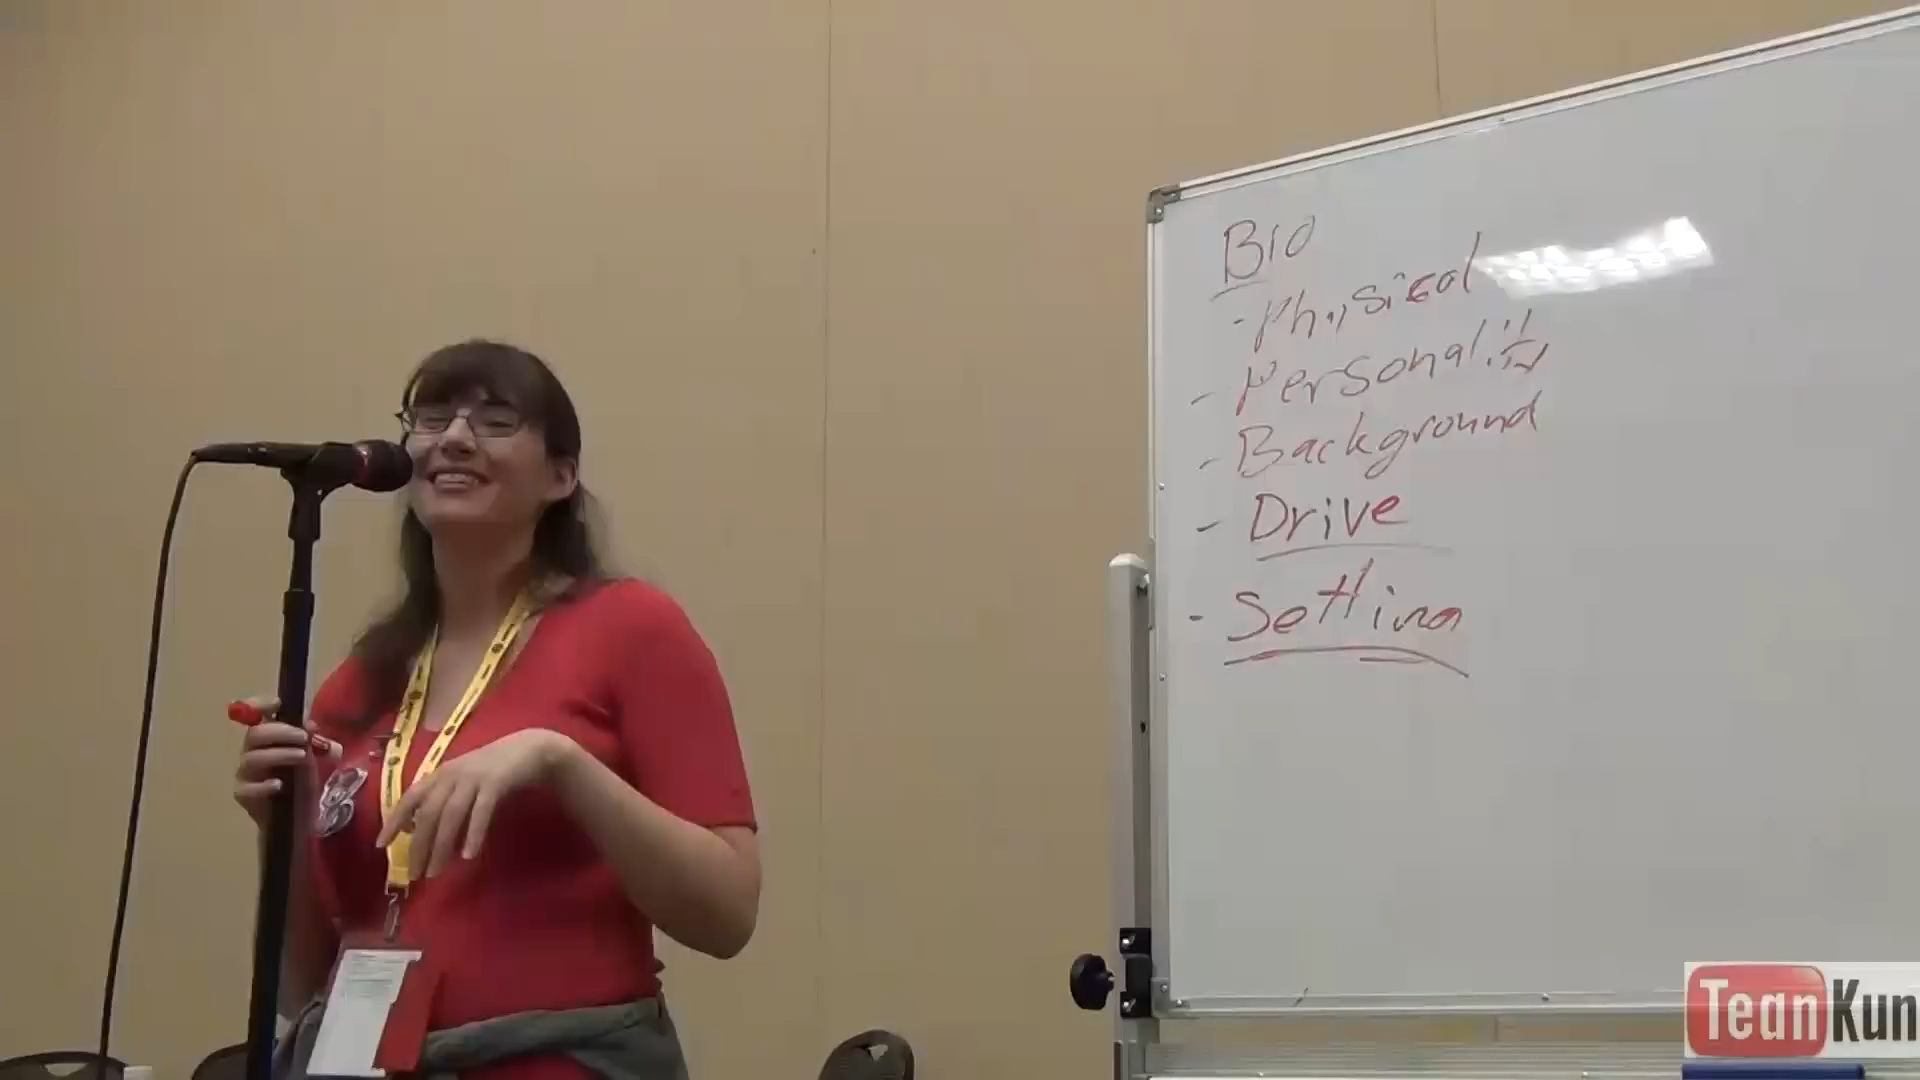 Bio
- Physical
- Personality
- Background
- Drive
- Setting
TeanKun